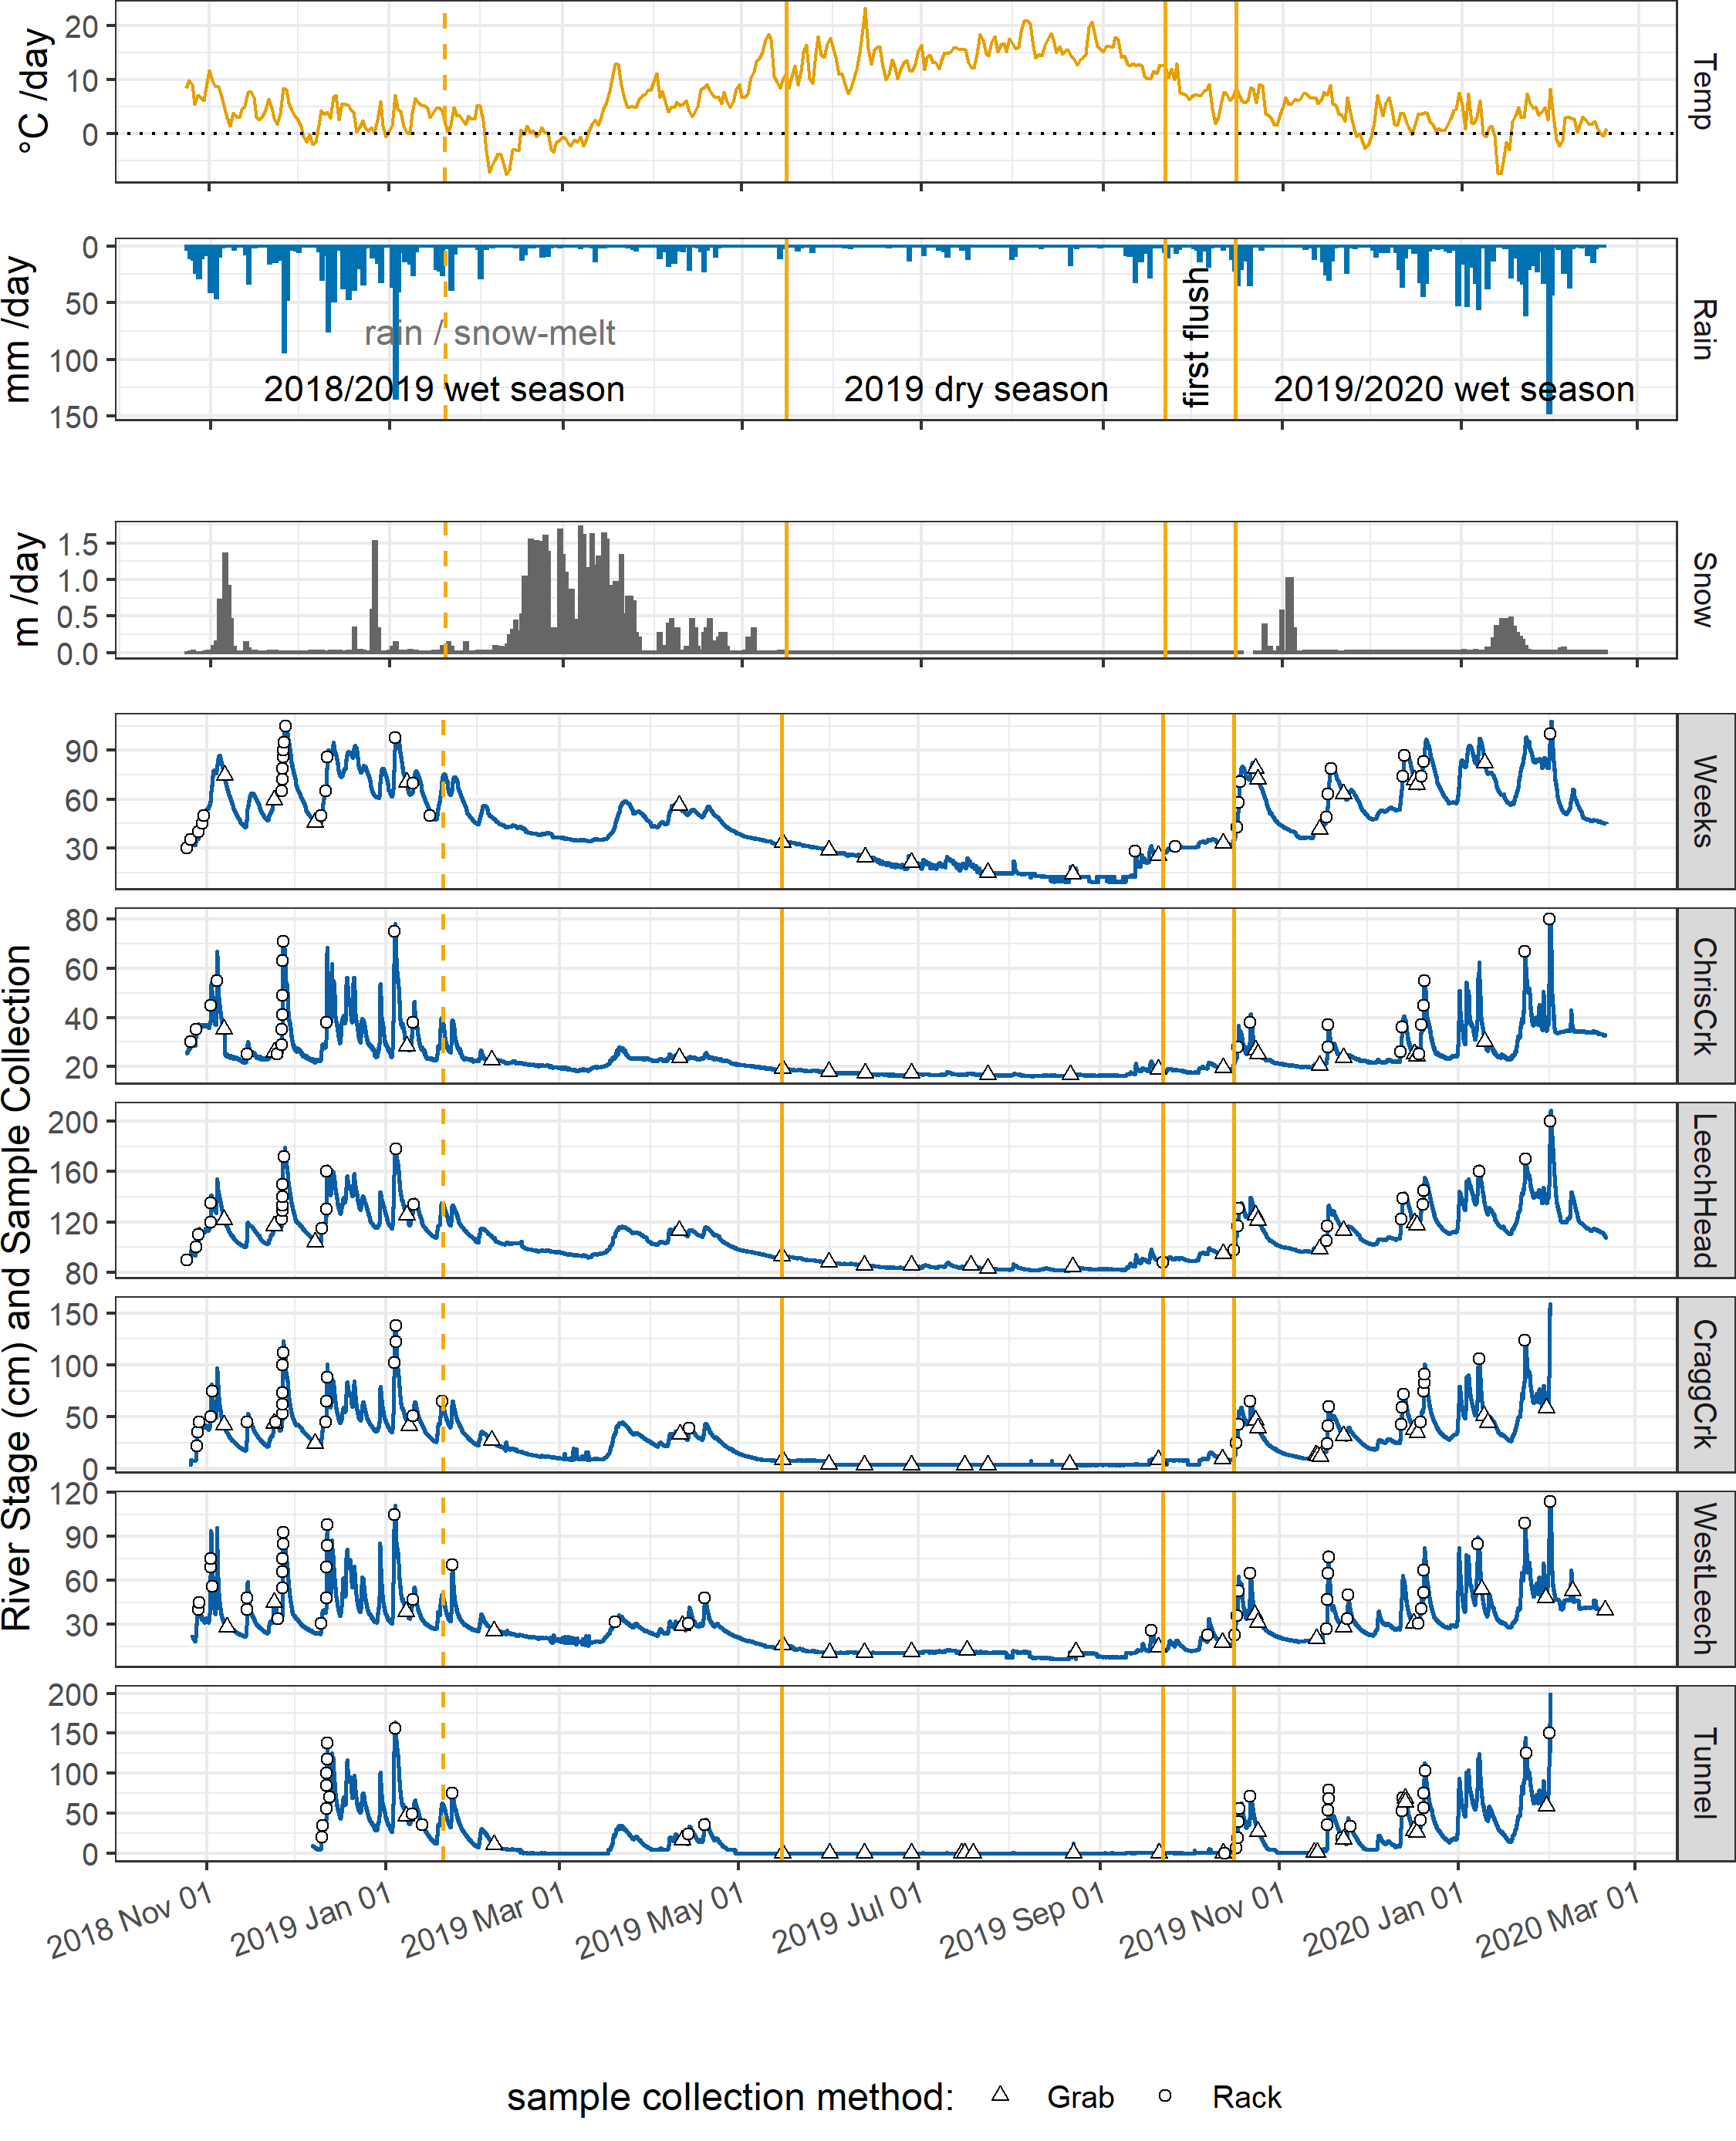 °C /day
20
10
0
Temp
mm /day
0
50
100
150
rain / snow-melt
2018/2019 wet season
2019 dry season
first flush
2019/2020 wet season
Rain
m /day
1.5
1.0
0.5
0.0
Snow
River Stage (cm) and Sample Collection
90
60
30
Weeks
80
60
40
20
ChrisCrk
200
160
120
80
LeechHead
150
100
50
0
CraggCrk
120
90
60
30
WestLeech
200
150
100
50
0
Tunnel
2018 Nov 01
2019 Jan 01
2019 Mar 01
2019 May 01
2019 Jul 01
2019 Sep 01
2019 Nov 01
2020 Jan 01
2020 Mar 01
sample collection method: Grab Rack